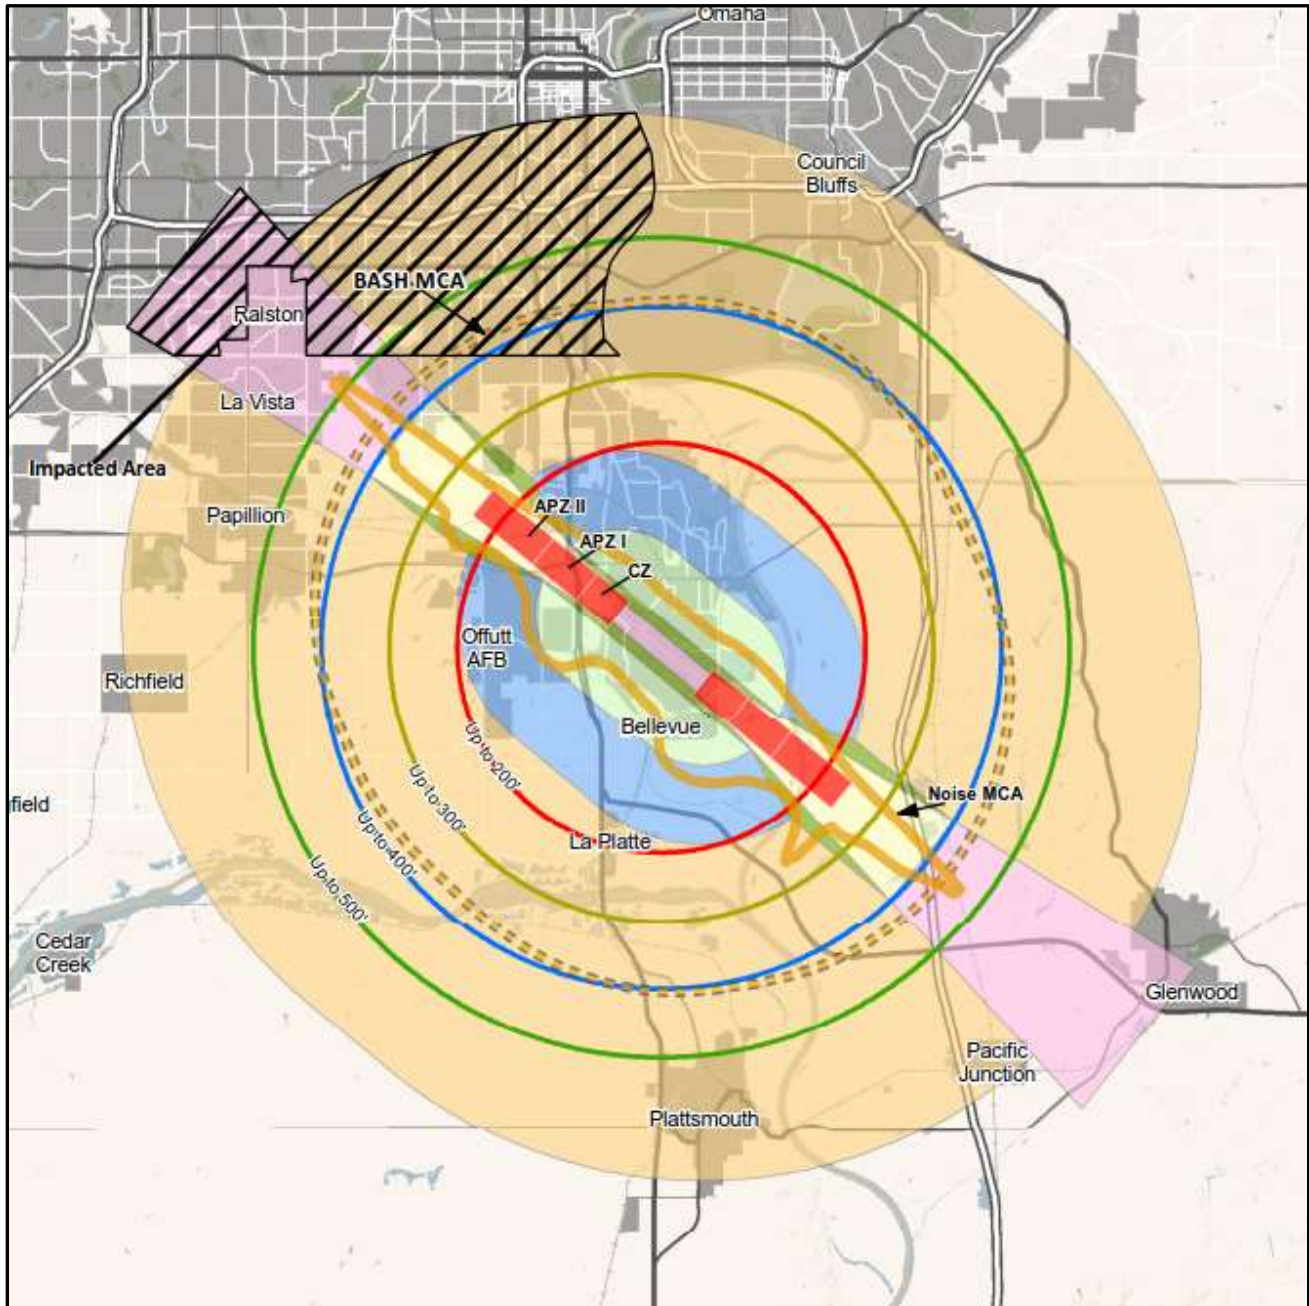 Omaha
Council
Bluffs
BASH MCA
Ralston
La Vista
Impacted Area
APZ II
Papillion
APZ I
CZ
Offutt
AFB
Richfield
Bellevue
Up to 200'
Up to 300'
Noise MCA
field
Up to 400'
La Platte
Up to 500'
Cedar
Creek
Glenwood
Pacific
Junction
Plattsmouth